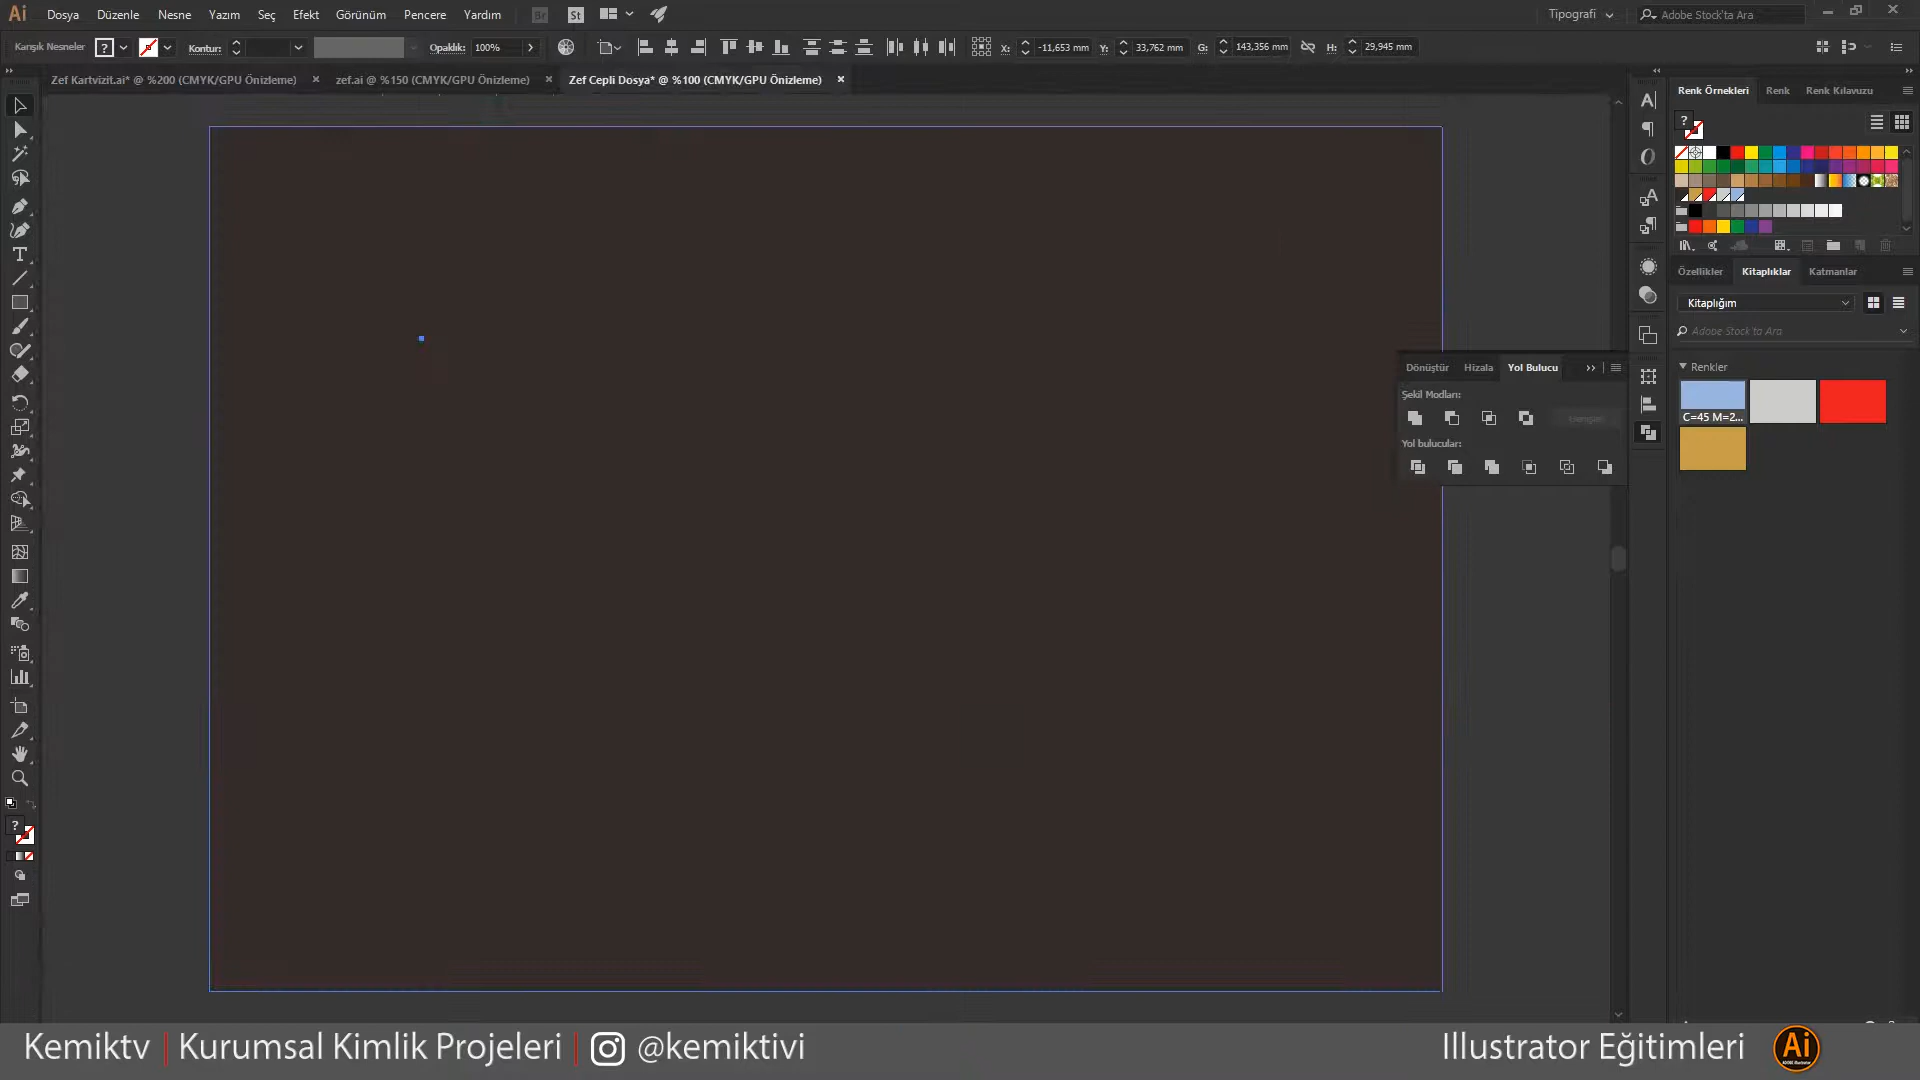 Ai Dosya Düzenle Nesne Yazım Seç Efekt Görünüm Pencere Yardım Br St Tipografi Adobe Stock'ta Ara
Karışık Nesneler ? Kontur: Opaklık: 100% X: -11,653 mm Y: 33,762 mm G: 143,356 mm H: 29,945 mm
Zef Kartvizit.ai* @ %200 (CMYK/GPU Önizleme) zef.ai @ %150 (CMYK/GPU Önizleme) Zef Cepli Dosya* @ %100 (CMYK/GPU Önizleme)
Renk Örnekleri Renk Renk Kılavuzu
Özellikler Kitaplıklar Katmanlar
Kitaplığım
Adobe Stock'ta Ara
Renkler
C=45 M=2...
Dönüştür Hizala Yol Bulucu
Şekil Modları:
Yol bulucular:
Kemiktv | Kurumsal Kimlik Projeleri | @kemiktivi Illustrator Eğitimleri Ai